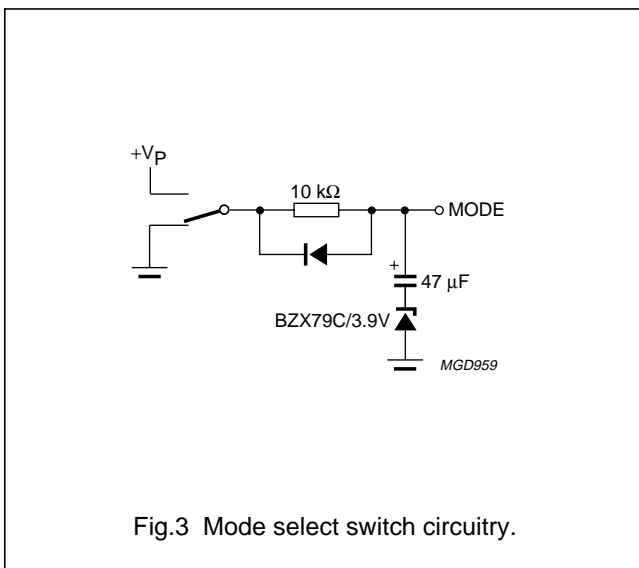 +VP
10 kΩ
MODE
+
47 μF
BZX79C/3.9V
MGD959
Fig.3 Mode select switch circuitry.